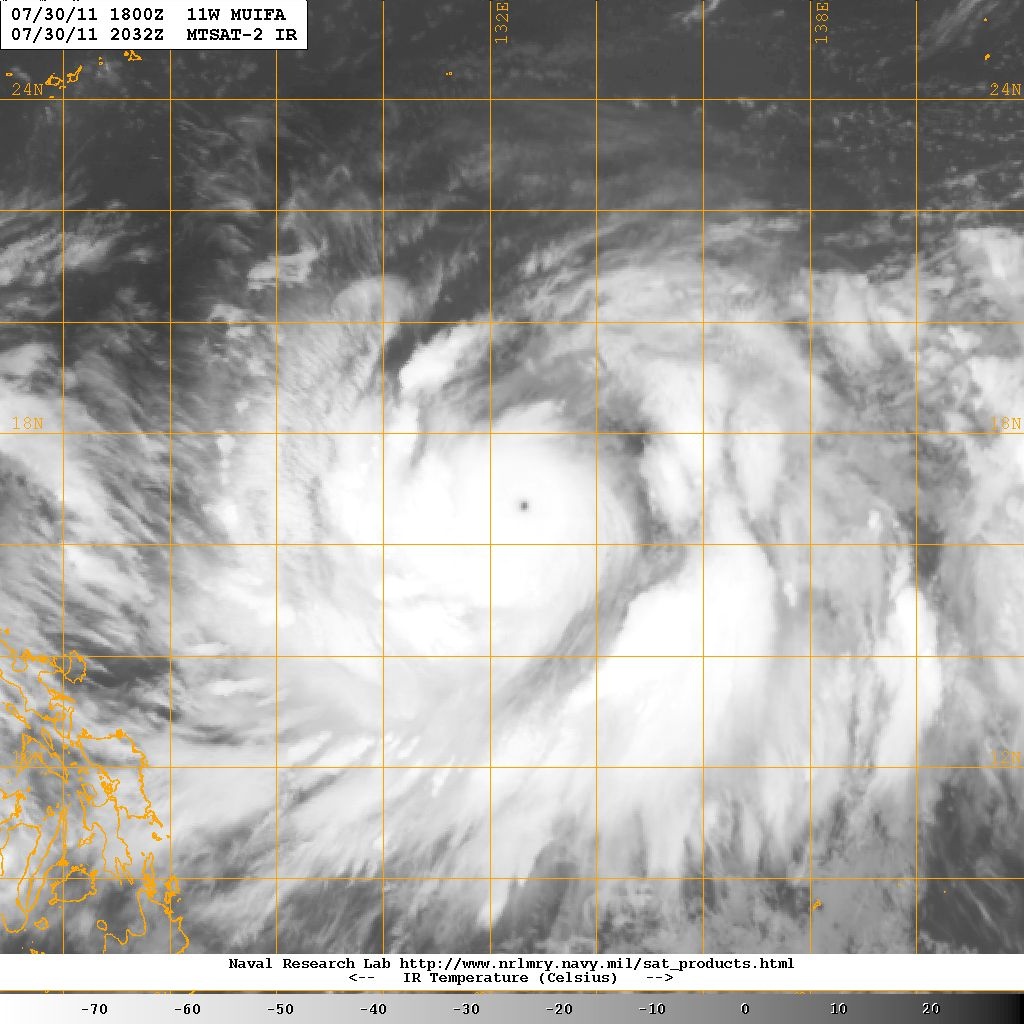 07/30/11 1800Z 11W MUIFA
07/30/11 2032Z MTSAT-2 IR
132E
138E
24N
24N
18N
18N
12N
Naval Research Lab http://www.nrlmry.navy.mil/sat_products.html
<-- IR Temperature (Celsius) -->
-70 -60 -50 -40 -30 -20 -10 0 10 20